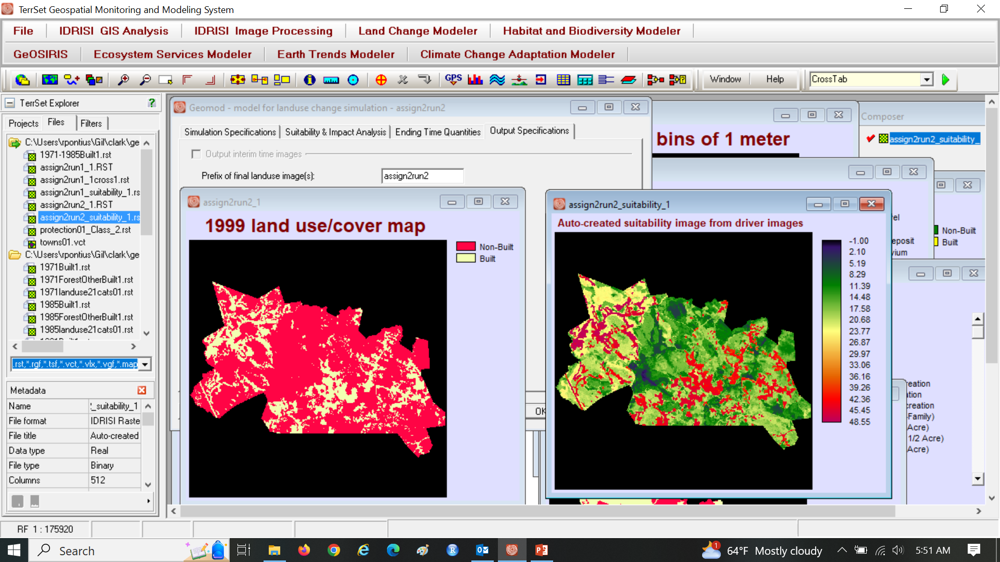 TerrSet Geospatial Monitoring and Modeling System
File IDRISI GIS Analysis IDRISI Image Processing Land Change Modeler Habitat and Biodiversity Modeler
GeOSIRIS Ecosystem Services Modeler Earth Trends Modeler Climate Change Adaptation Modeler
GPS Window Help CrossTab
TerrSet Explorer ?
Projects Files Filters
C:\Users\rpontius\Gil\clark\ge
1971-1985Built1.rst
assign2run1_1.RST
assign2run1_1cross1.rst
assign2run1_suitability_1.rs
assign2run2_1.RST
assign2run2_suitability_1.rs
protection01_Class_2.rst
towns01.vct
C:\Users\rpontius\Gil\clark\ge
1971Built1.rst
1971ForestOtherBuilt1.rst
1971landuse21cats01.rst
1985Built1.rst
1985ForestOtherBuilt1.rst
1985landuse21cats01.rst
.rst,*.rgf,*.tsf,*.vct,*.vlx,*.vgf,*.map
Metadata
Name '_suitability_1
File format IDRISI Raste
File title Auto-created
Data type Real
File type Binary
Columns 512
Geomod - model for landuse change simulation - assign2run2
Simulation Specifications Suitability & Impact Analysis Ending Time Quantities Output Specifications
Output interim time images
Prefix of final landuse image(s): assign2run2
OK
bins of 1 meter
Composer
assign2run2_suitability_
assign2run2_1
1999 land use/cover map
Non-Built
Built
assign2run2_suitability_1
Auto-created suitability image from driver images
-1.00
2.10
5.19
8.29
11.39
14.48
17.58
20.68
23.77
26.87
29.97
33.06
36.16
39.26
42.36
45.45
48.55
Non-Built
Built
el
eposit
vium
reation
ation
creation
-Family)
Acre)
1/2 Acre)
Acre)
RF 1 : 175920
Search
1
64°F Mostly cloudy
5:51 AM